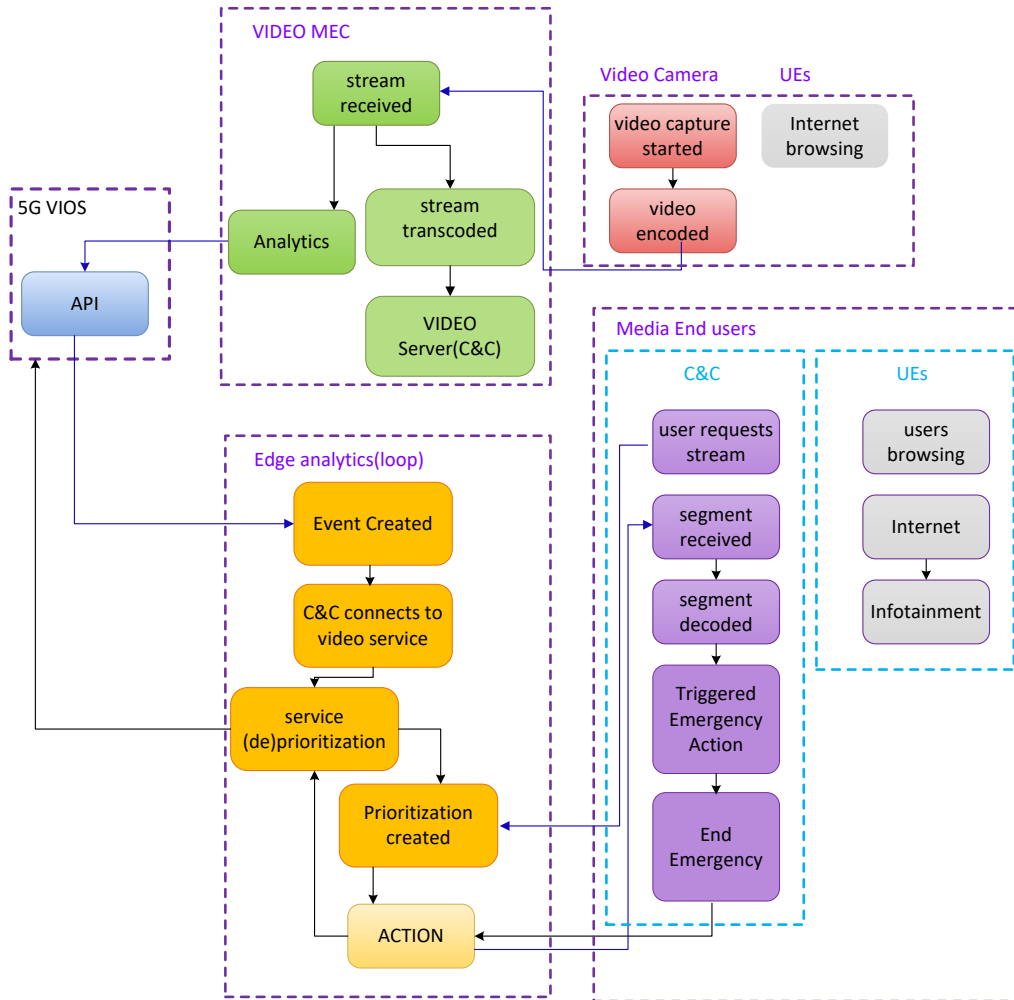 VIDEO MEC
stream
received
Analytics
stream
transcoded
VIDEO
Server(C&C)
Video Camera
UEs
video capture
started
Internet
browsing
video
encoded
5G VIOS
API
Edge analytics(loop)
Event Created
C&C connects to
video service
service
(de)prioritization
Prioritization
created
ACTION
Media End users
C&C
user requests
stream
segment
received
segment
decoded
Triggered
Emergency
Action
End
Emergency
UEs
users
browsing
Internet
Infotainment